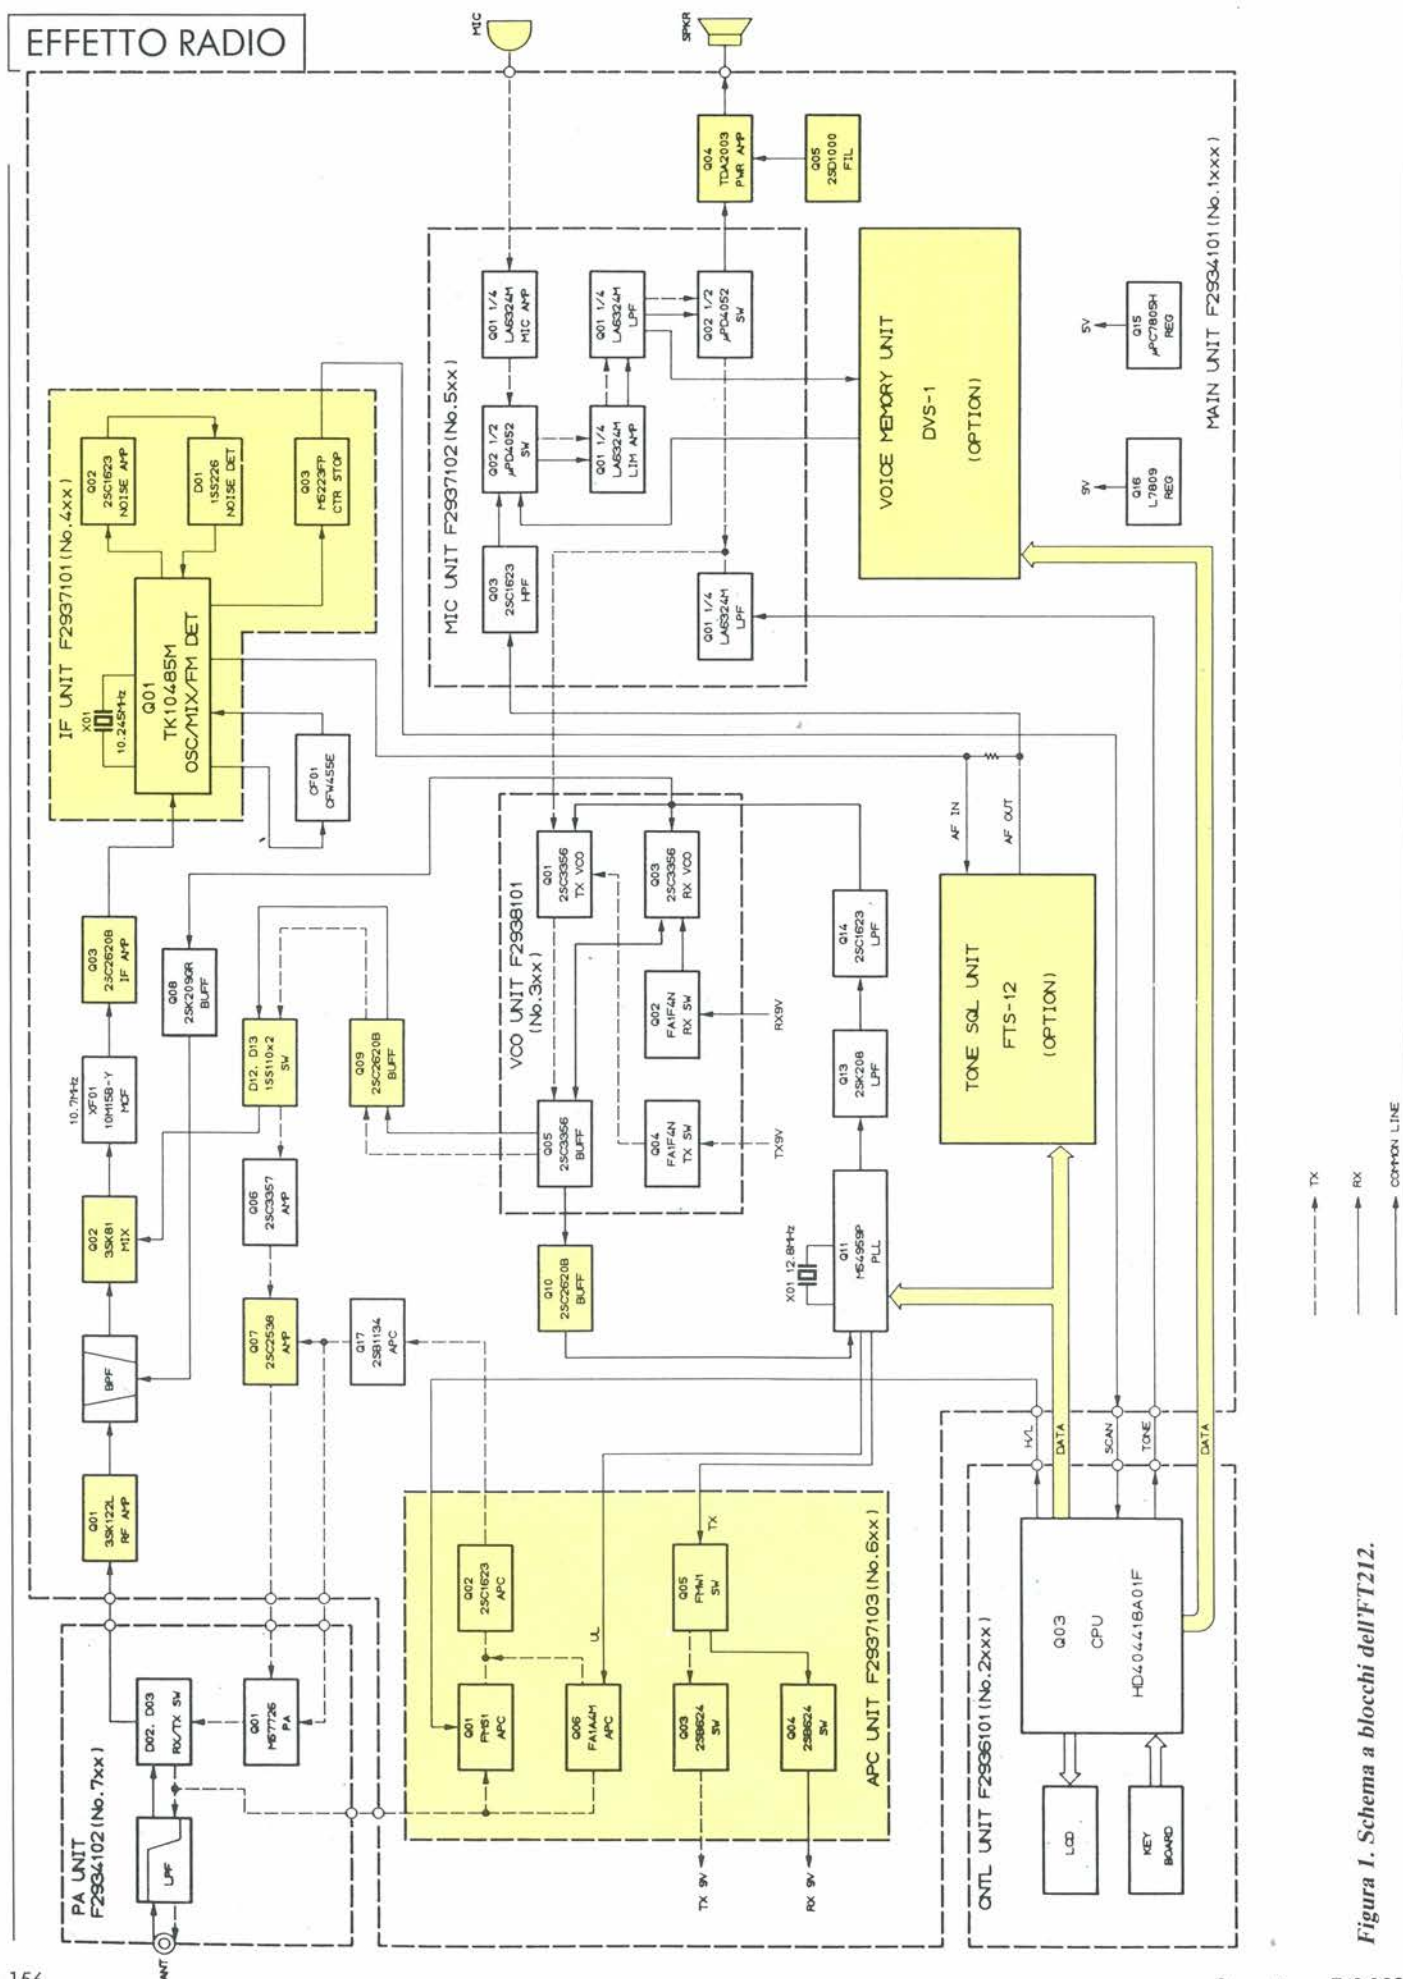 EFFETTO RADIO
MIC
SPKR
Q04
TDA2003
PWR AMP
Q05
2SD1000
FIL
MAIN UNIT F2934101(No.1xxx)
IF UNIT F2937101(No.4xx)
Q02
2SC1623
NOISE AMP
D01
1SS226
NOISE DET
Q03
M5223FP
CTR STOP
X01
10.245MHz
Q01
TK10485M
OSC/MIX/FM DET
CF01
CFW455E
MIC UNIT F2937102(No.5xx)
Q01 1/4
LA6324M
MIC AMP
Q02 1/2
μPD4052
SW
Q01 1/4
LA6324M
LIM AMP
Q01 1/4
LA6324M
LPF
Q02 1/2
μPD4052
SW
Q03
2SC1623
HPF
Q01 1/4
LA6324M
LPF
VOICE MEMORY UNIT
DVS-1
(OPTION)
5V
Q15
μPC7805H
REG
9V
Q16
L7809
REG
Q03
2SC2620B
IF AMP
Q08
2SK209GR
BUFF
10.7MHz
XF01
10M15B-Y
MCF
Q02
3SK81
MIX
BPF
Q01
3SK122L
RF AMP
D12, D13
1SS110x2
SW
Q09
2SC2620B
BUFF
Q06
2SC3357
AMP
Q07
2SC2538
AMP
Q17
2SB1134
APC
VCO UNIT F2938101
(No.3xx)
Q01
2SC3356
TX VCO
Q03
2SC3356
RX VCO
Q02
FA1F4N
RX SW
RX9V
Q04
FA1F4N
TX SW
TX9V
Q05
2SC3356
BUFF
Q10
2SC2620B
BUFF
Q14
2SC1623
LPF
Q13
2SK208
LPF
X01 12.8MHz
Q11
M54959P
PLL
AF IN
AF OUT
TONE SQL UNIT
FTS-12
(OPTION)
PA UNIT
F2934102(No.7xx)
D02, D03
RX/TX SW
Q01
M57726
PA
LPF
ANT
APC UNIT F2937103(No.6xx)
Q02
2SC1623
APC
Q01
FMS1
APC
Q06
FA1A4M
APC
UL
TX
Q05
FMW1
SW
Q03
2SB624
SW
Q04
2SB624
SW
TX 9V
RX 9V
CNTL UNIT F2936101(No.2xxx)
Q03
CPU
HD404418A01F
LCD
KEY
BOARD
H/L
DATA
SCAN
TONE
DATA
TX
RX
COMMON LINE
Figura 1. Schema a blocchi dell'FT212.